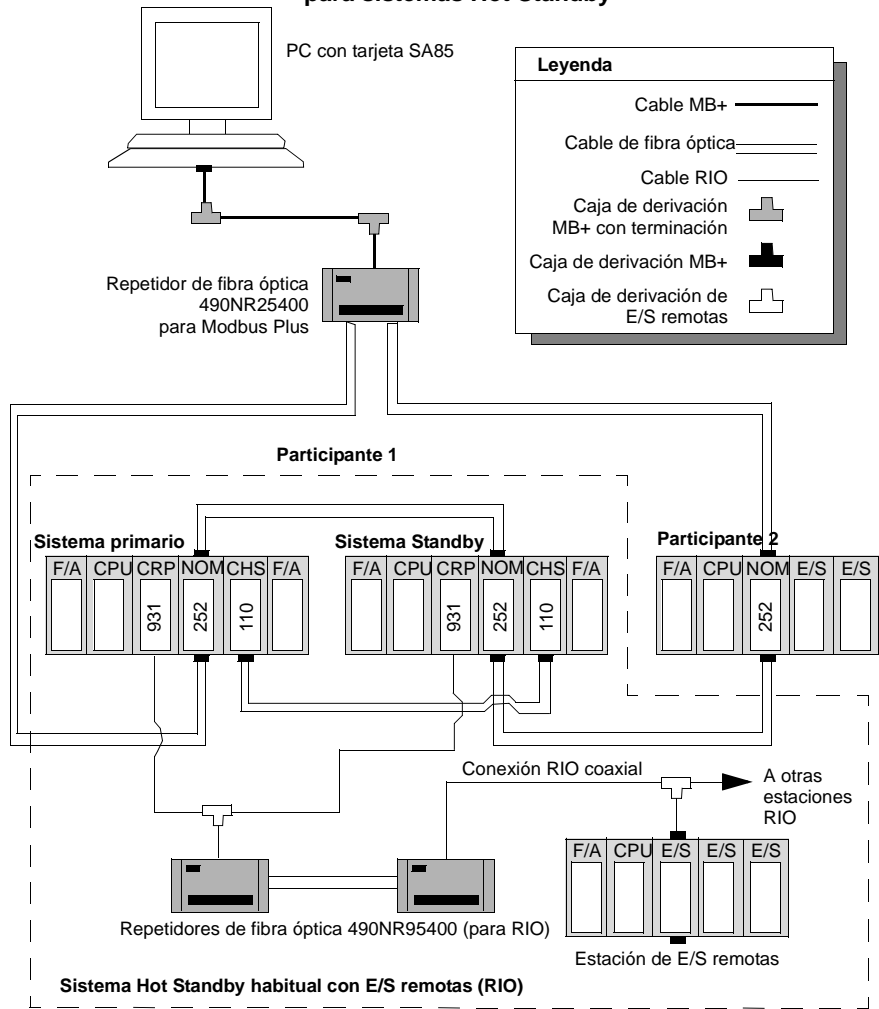 para sistemas Hot Standby
PC con tarjeta SA85
Leyenda
Cable MB+
Cable de fibra óptica
Cable RIO
Caja de derivación
MB+ con terminación
Caja de derivación MB+
Caja de derivación de
E/S remotas
Repetidor de fibra óptica
490NR25400
para Modbus Plus
Participante 1
Sistema primario
F/A CPU CRP NOM CHS F/A
931 252 110
Sistema Standby
F/A CPU CRP NOM CHS F/A
931 252 110
Participante 2
F/A CPU NOM E/S E/S
252
Conexión RIO coaxial
A otras
estaciones
RIO
F/A CPU E/S E/S E/S
Estación de E/S remotas
Repetidores de fibra óptica 490NR95400 (para RIO)
Sistema Hot Standby habitual con E/S remotas (RIO)